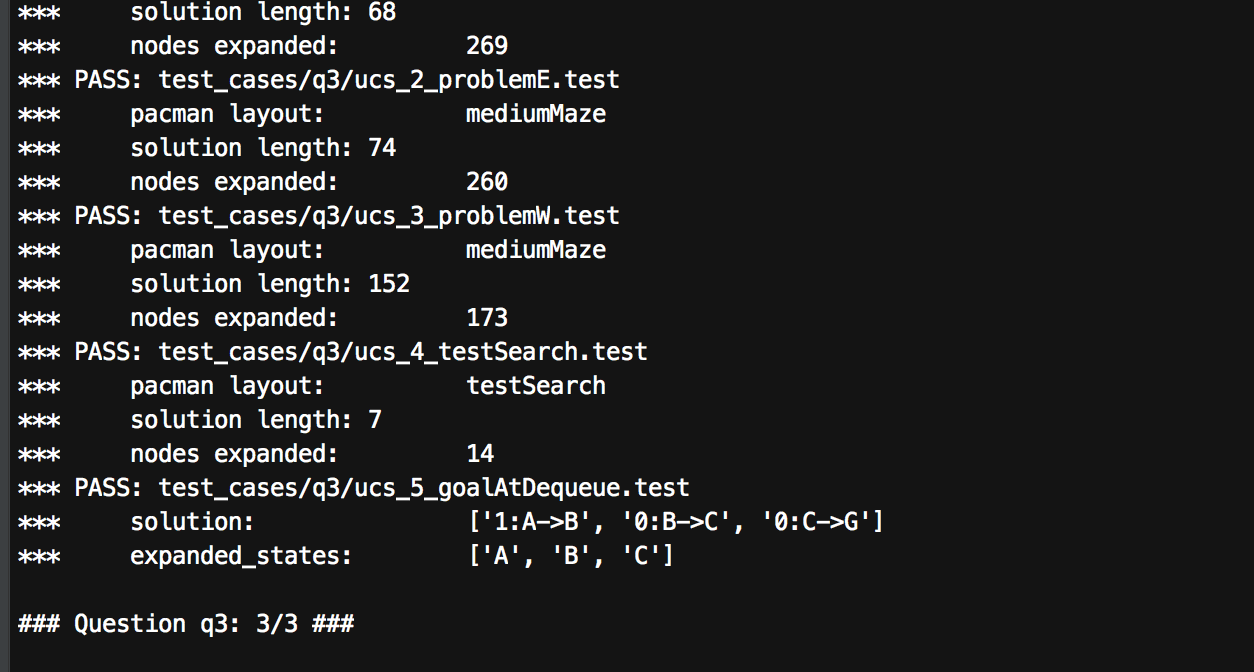 ***     solution length: 68
***     nodes expanded:         269
*** PASS: test_cases/q3/ucs_2_problemE.test
***     pacman layout:          mediumMaze
***     solution length: 74
***     nodes expanded:         260
*** PASS: test_cases/q3/ucs_3_problemW.test
***     pacman layout:          mediumMaze
***     solution length: 152
***     nodes expanded:         173
*** PASS: test_cases/q3/ucs_4_testSearch.test
***     pacman layout:          testSearch
***     solution length: 7
***     nodes expanded:         14
*** PASS: test_cases/q3/ucs_5_goalAtDequeue.test
***     solution:               ['1:A->B', '0:B->C', '0:C->G']
***     expanded_states:        ['A', 'B', 'C']
### Question q3: 3/3 ###